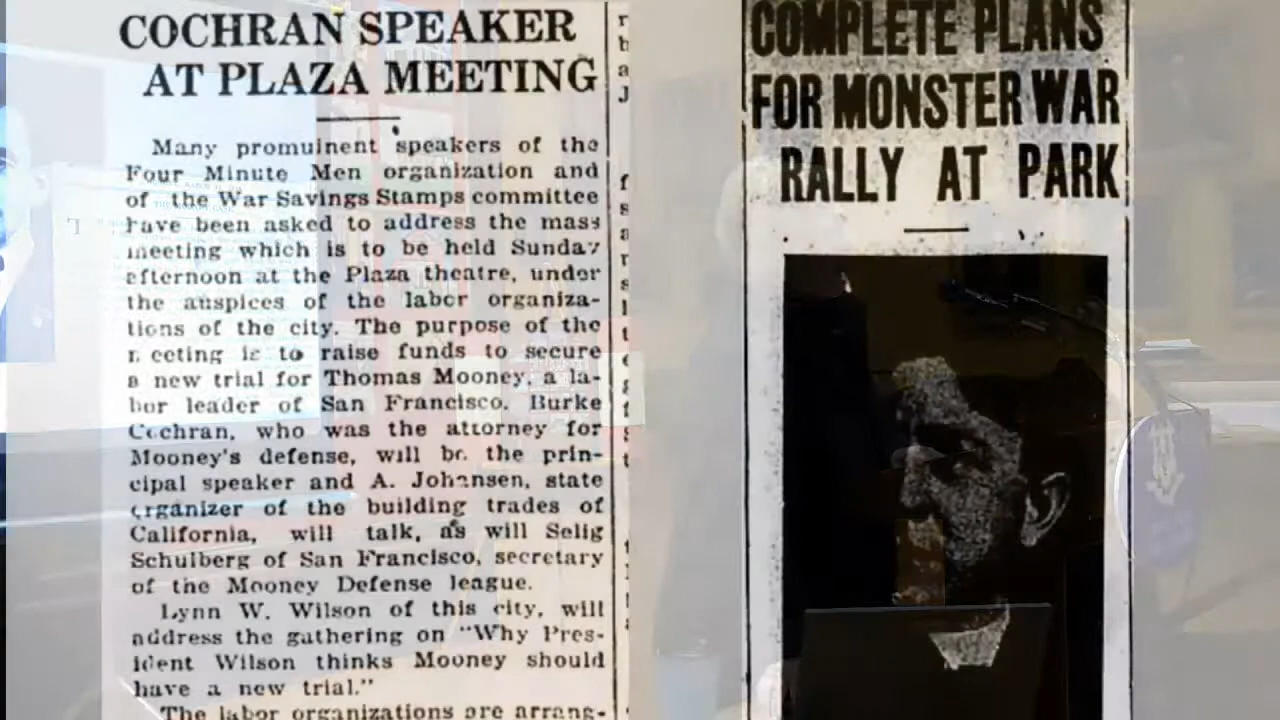 COCHRAN SPEAKER
AT PLAZA MEETING
Many promuinent speakers of the
Four Minute Men organization and
of the War Savings Stamps committee
have been asked to address the mass
meeting which is to be held Sunday
afternoon at the Plaza theatre, under
the auspices of the labor organiza-
tions of the city. The purpose of the
meeting is to raise funds to secure
a new trial for Thomas Mooney, a la-
bor leader of San Francisco. Burke
Cochran, who was the attorney for
Mooney's defense, will be the prin-
cipal speaker and A. Johansen, state
organizer of the building trades of
California, will talk, as will Selig
Schulberg of San Francisco, secretary
of the Mooney Defense league.
Lynn W. Wilson of this city, will
address the gathering on "Why Pres-
ident Wilson thinks Mooney should
have a new trial."
The labor organizations are arrang-
COMPLETE PLANS
FOR MONSTER WAR
RALLY AT PARK